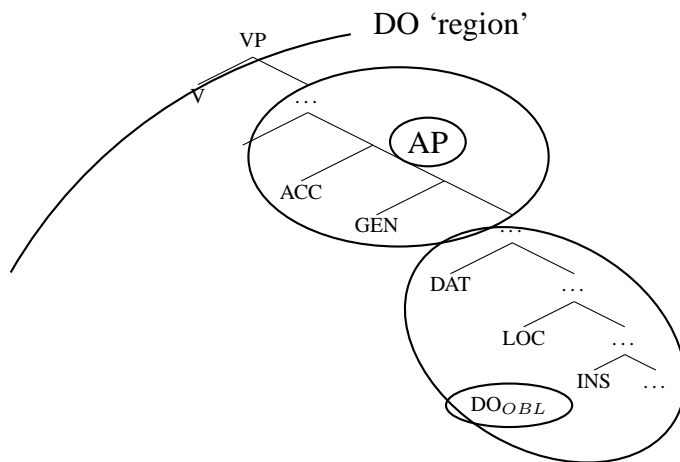 DO ‘region’
VP
V
...
AP
ACC
GEN
...
DAT
...
LOC
...
INS
...
DO_OBL